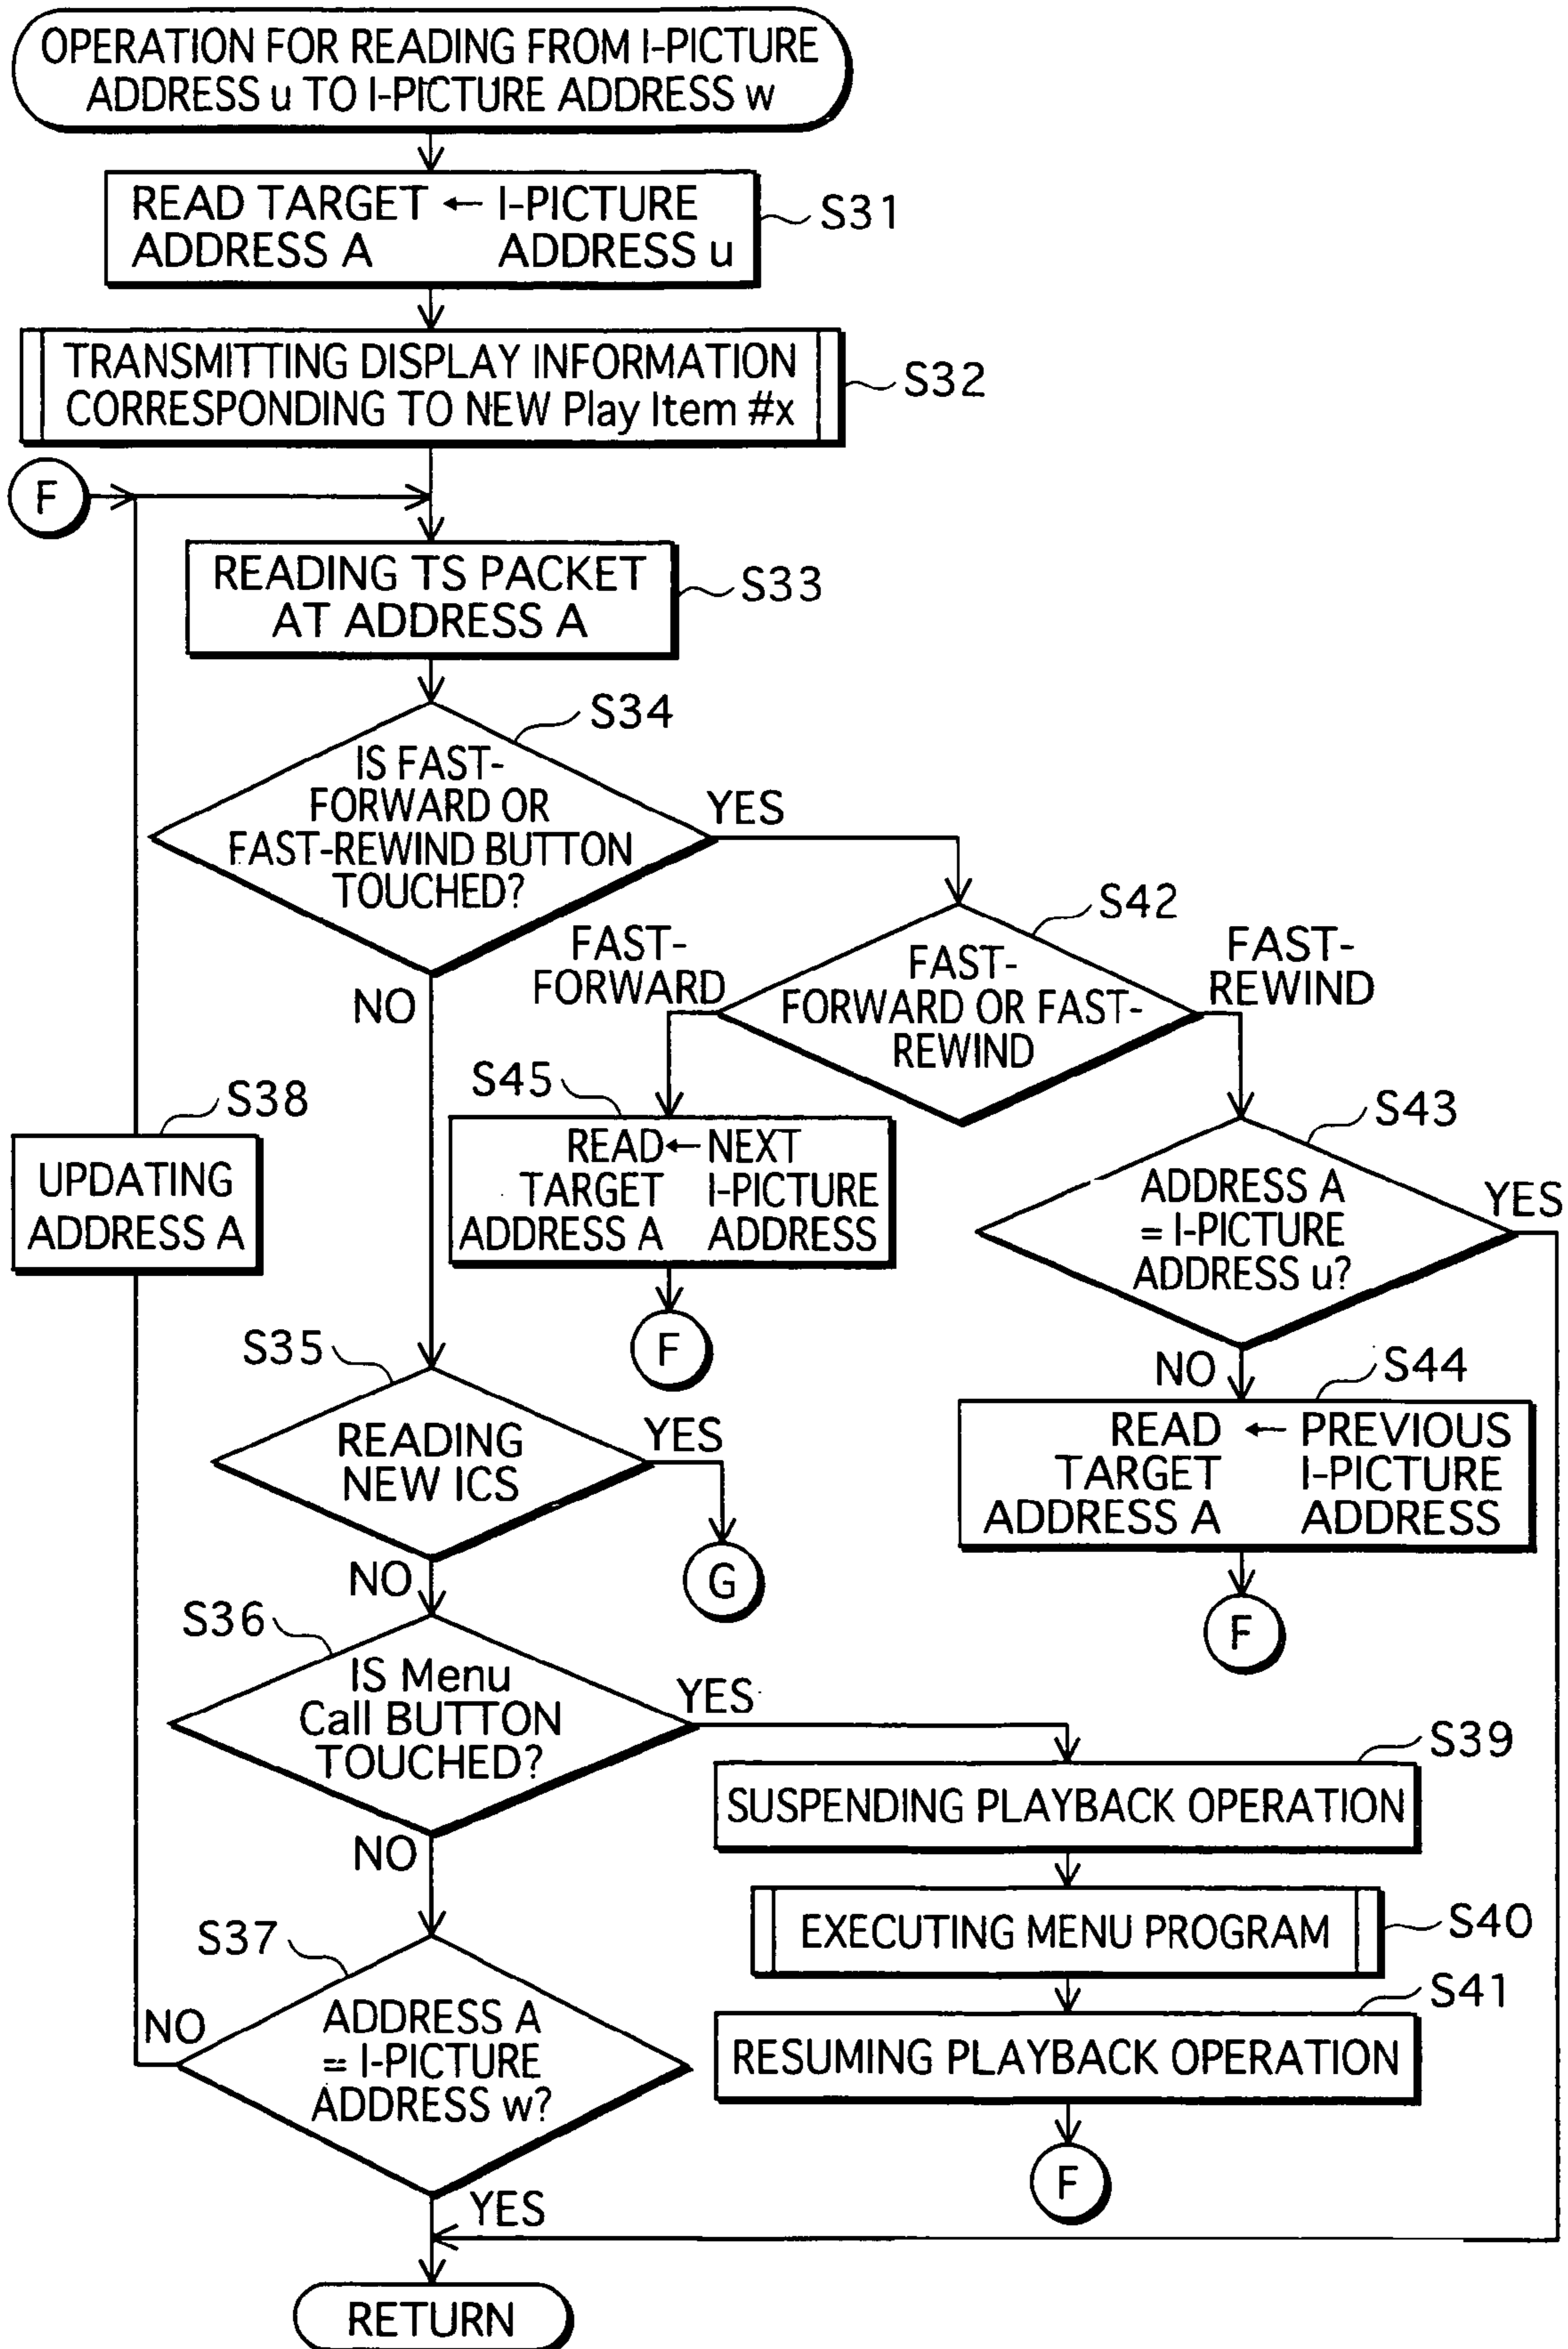 OPERATION FOR READING FROM I-PICTURE
ADDRESS u TO I-PICTURE ADDRESS w
READ TARGET ← I-PICTURE
ADDRESS A ADDRESS u
S31
TRANSMITTING DISPLAY INFORMATION
CORRESPONDING TO NEW Play Item #x
S32
F
READING TS PACKET
AT ADDRESS A
S33
S34
IS FAST-
FORWARD OR
FAST-REWIND BUTTON
TOUCHED?
YES
NO
S42
FAST-
FORWARD
FAST-
FORWARD OR FAST-
REWIND
FAST-
REWIND
S38
UPDATING
ADDRESS A
S45
READ ← NEXT
TARGET I-PICTURE
ADDRESS A ADDRESS
F
S43
ADDRESS A
= I-PICTURE
ADDRESS u?
YES
NO
S44
READ ← PREVIOUS
TARGET I-PICTURE
ADDRESS A ADDRESS
F
S35
READING
NEW ICS
YES
G
NO
S36
IS Menu
Call BUTTON
TOUCHED?
YES
NO
S39
SUSPENDING PLAYBACK OPERATION
EXECUTING MENU PROGRAM
S40
S41
RESUMING PLAYBACK OPERATION
F
S37
ADDRESS A
= I-PICTURE
ADDRESS w?
NO
YES
RETURN